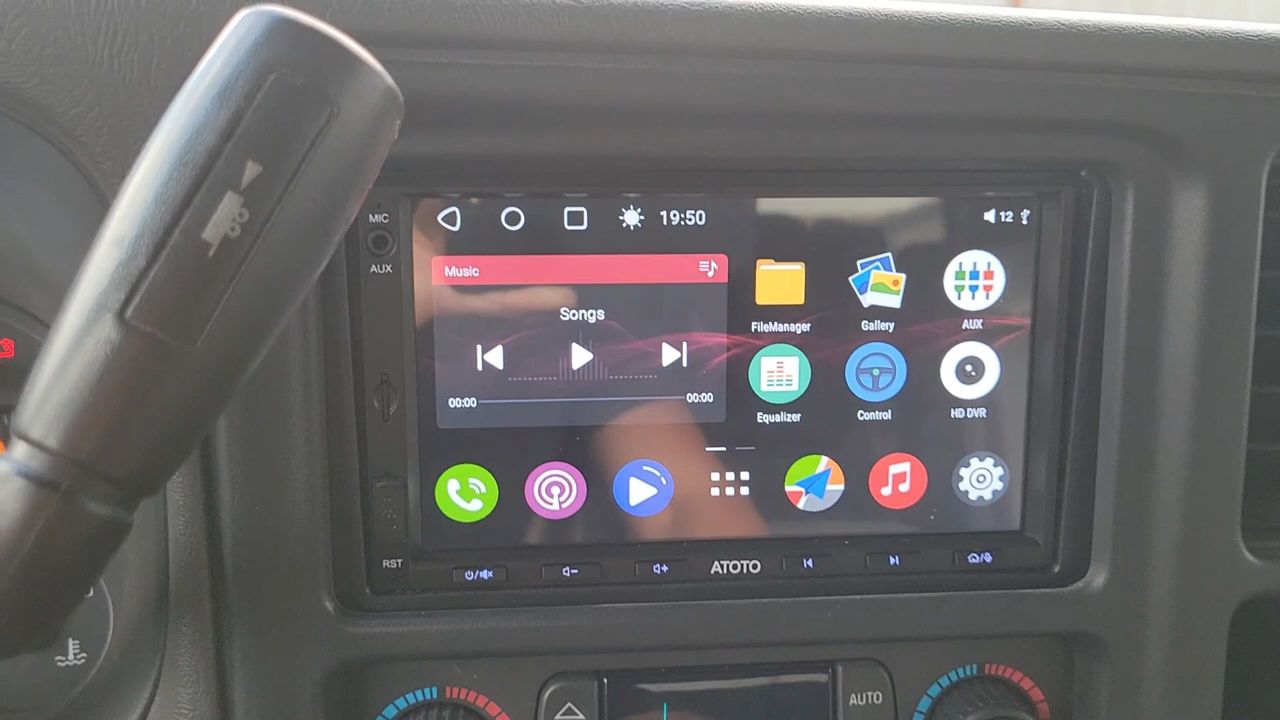 MIC
AUX
RST
19:50
12
Music
Songs
00:00
00:00
FileManager
Gallery
AUX
Equalizer
Control
HD DVR
ATOTO
AUTO